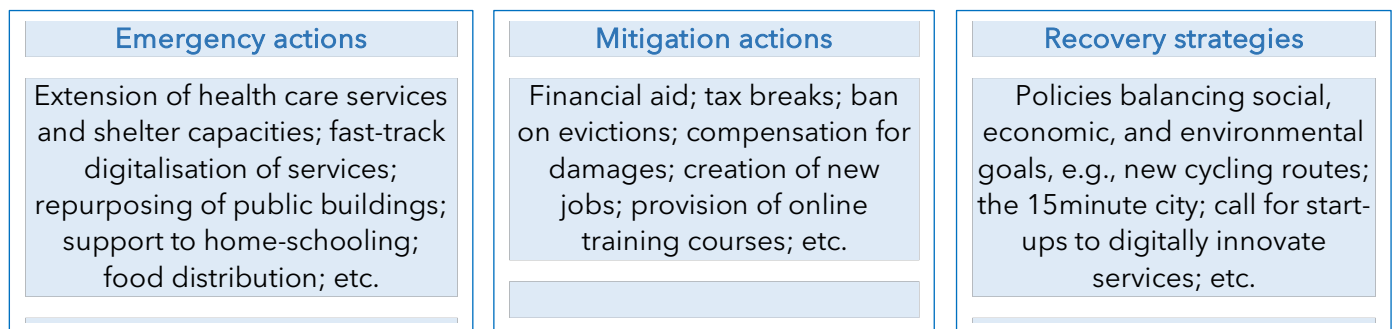 Emergency actions
Extension of health care services
and shelter capacities; fast-track
digitalisation of services;
repurposing of public buildings;
support to home-schooling;
food distribution; etc.
Mitigation actions
Financial aid; tax breaks; ban
on evictions; compensation for
damages; creation of new
jobs; provision of online
training courses; etc.
Recovery strategies
Policies balancing social,
economic, and environmental
goals, e.g., new cycling routes;
the 15minute city; call for start-
ups to digitally innovate
services; etc.